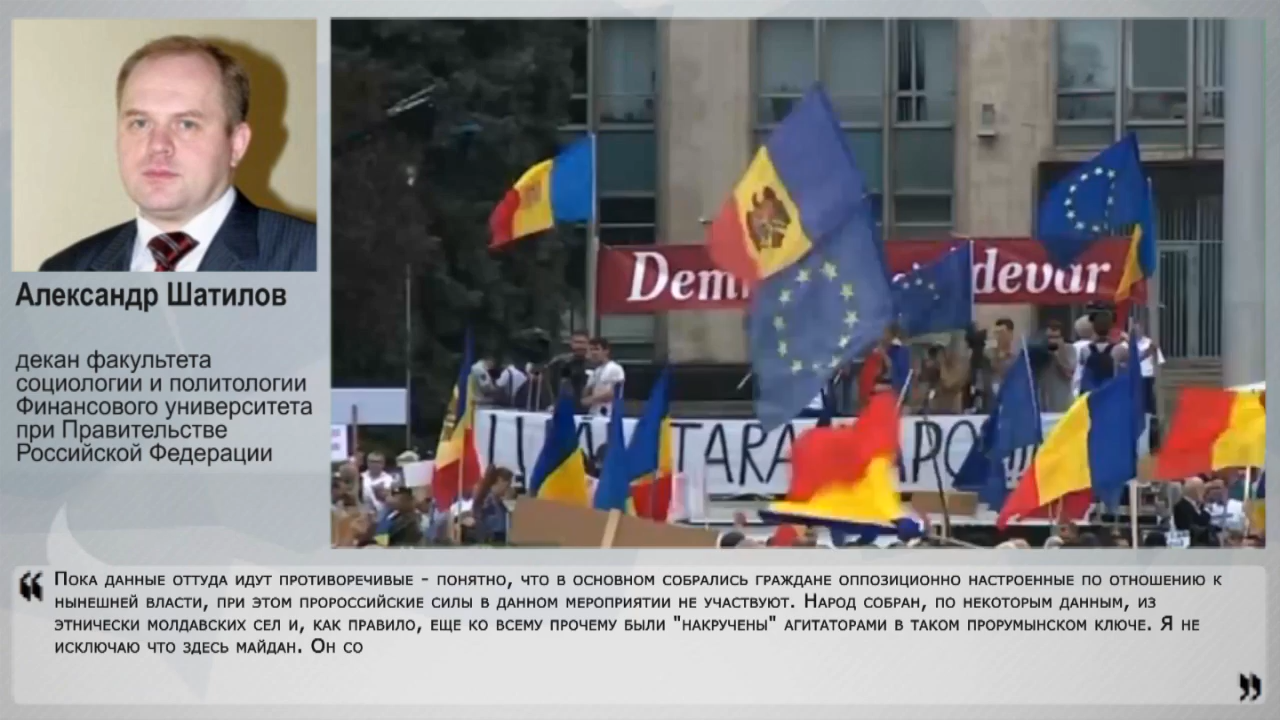 Александр Шатилов
декан факультета
социологии и политологии
Финансового университета
при Правительстве
Российской Федерации
devar
TARA
“ Пока данные оттуда идут противоречивые - понятно, что в основном собрались граждане оппозиционно настроенные по отношению к
нынешней власти, при этом пророссийские силы в данном мероприятии не участвуют. Народ собран, по некоторым данным, из
этнически молдавских сел и, как правило, еще ко всему прочему были "накручены" агитаторами в таком прорумынском ключе. Я не
исключаю что здесь майдан. Он со
”